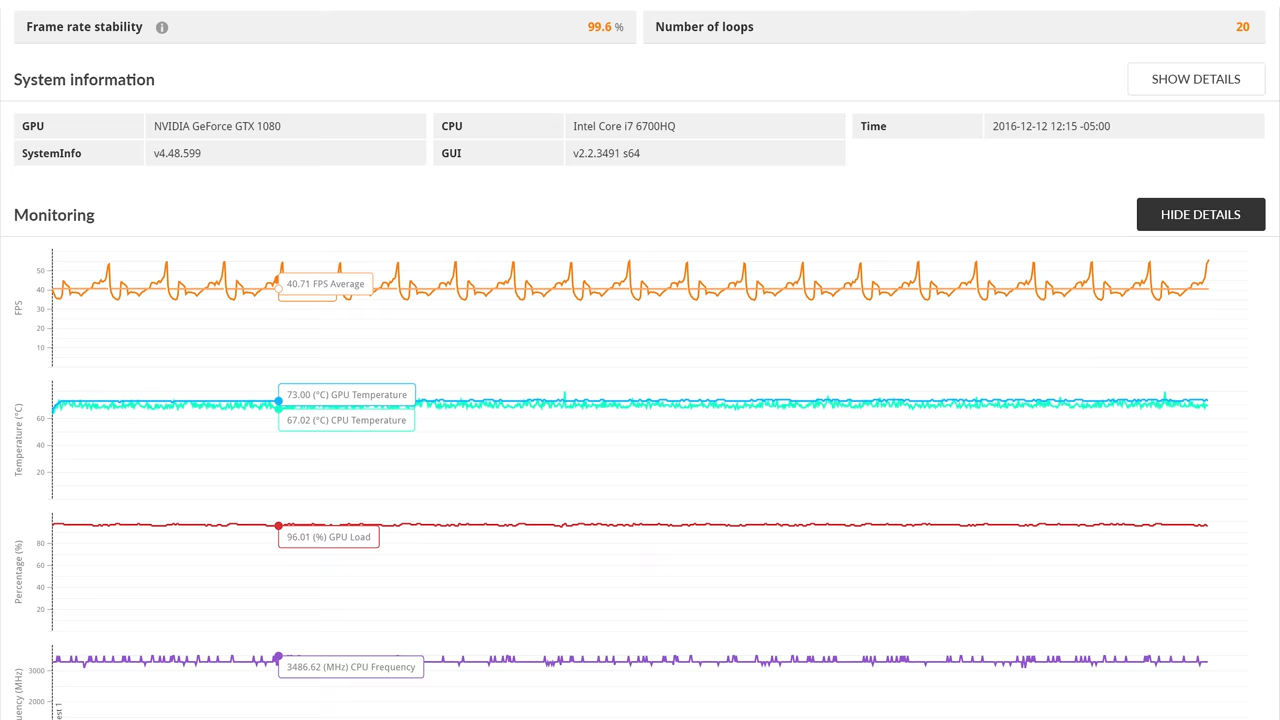 Frame rate stability 99.6 % Number of loops 20
System information SHOW DETAILS
GPU NVIDIA GeForce GTX 1080 CPU Intel Core i7 6700HQ Time 2016-12-12 12:15 -05:00
SystemInfo v4.48.599 GUI v2.2.3491 s64
Monitoring HIDE DETAILS
FPS
50
40
30
20
10
40.71 FPS Average
Temperature (°C)
60
40
20
73.00 (°C) GPU Temperature
67.02 (°C) CPU Temperature
Percentage (%)
80
60
40
20
96.01 (%) GPU Load
uency (MHz)
3000
2000
3486.62 (MHz) CPU Frequency
est 1